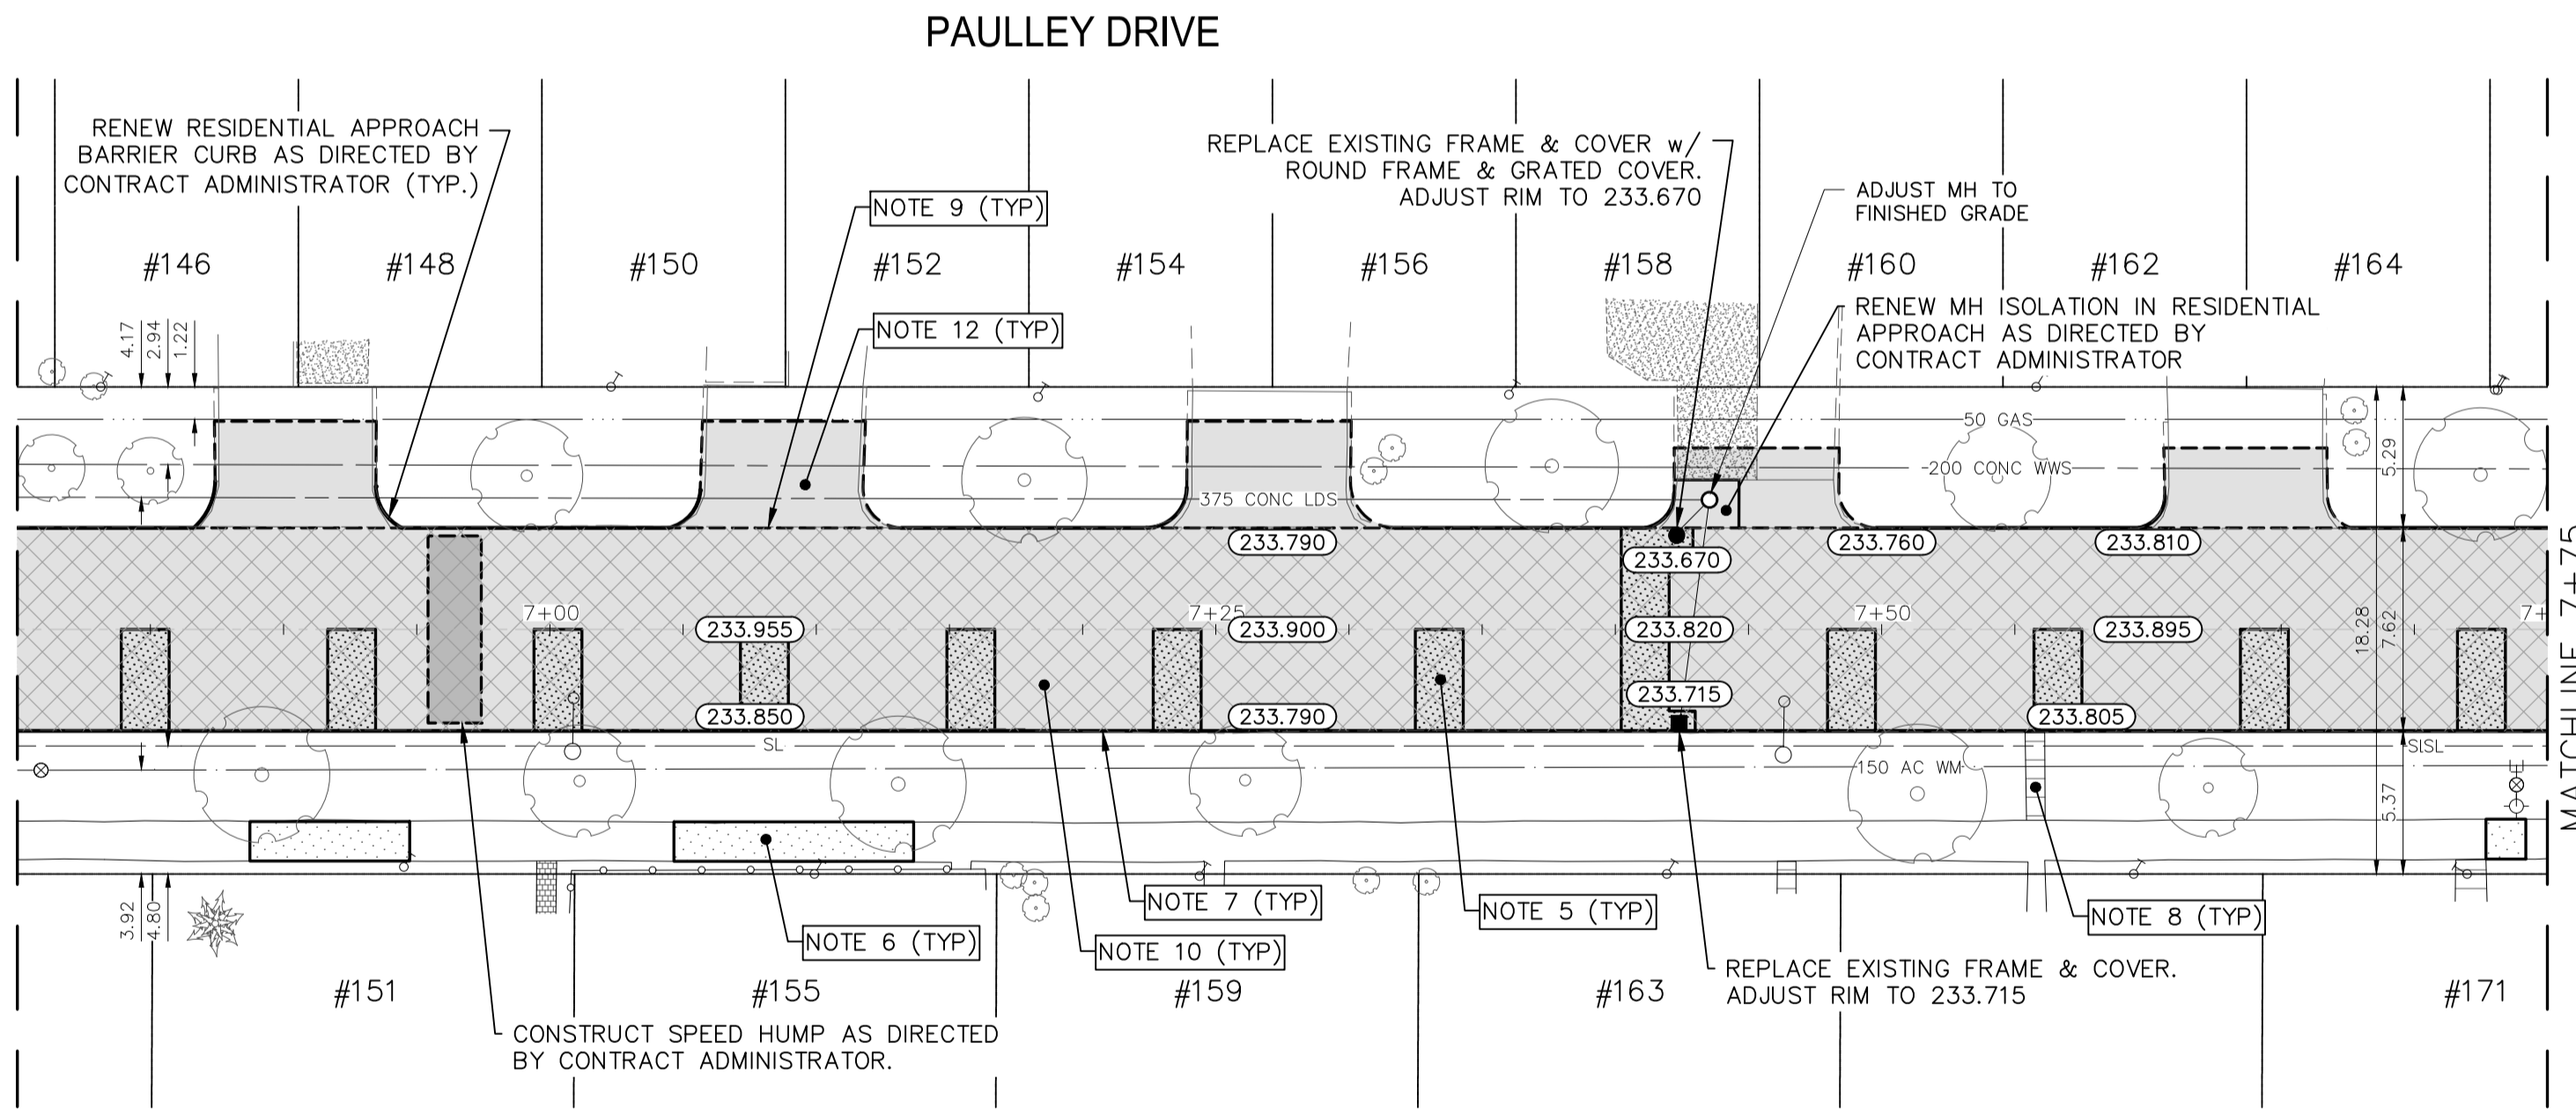 PAULLEY DRIVE
RENEW RESIDENTIAL APPROACH
BARRIER CURB AS DIRECTED BY
CONTRACT ADMINISTRATOR (TYP.)
REPLACE EXISTING FRAME & COVER w/
ROUND FRAME & GRATED COVER.
ADJUST RIM TO 233.670
ADJUST MH TO
FINISHED GRADE
NOTE 9 (TYP)
#146
#148
#150
#152
#154
#156
#158
#160
#162
#164
NOTE 12 (TYP)
RENEW MH ISOLATION IN RESIDENTIAL
APPROACH AS DIRECTED BY
CONTRACT ADMINISTRATOR
4.17
2.94
1.22
50 GAS
200 CONC WWS
375 CONC LDS
5.29
233.790
233.670
233.760
233.810
7+00
233.955
7+25
233.900
233.820
7+50
233.895
7+
18.28
7.62
MATCHLINE 7+75
233.850
233.790
233.715
233.805
SL
SLSL
150 AC WM
5.37
3.92
4.80
NOTE 7 (TYP)
NOTE 5 (TYP)
NOTE 8 (TYP)
NOTE 6 (TYP)
NOTE 10 (TYP)
REPLACE EXISTING FRAME & COVER.
ADJUST RIM TO 233.715
#151
#155
#159
#163
#171
CONSTRUCT SPEED HUMP AS DIRECTED
BY CONTRACT ADMINISTRATOR.